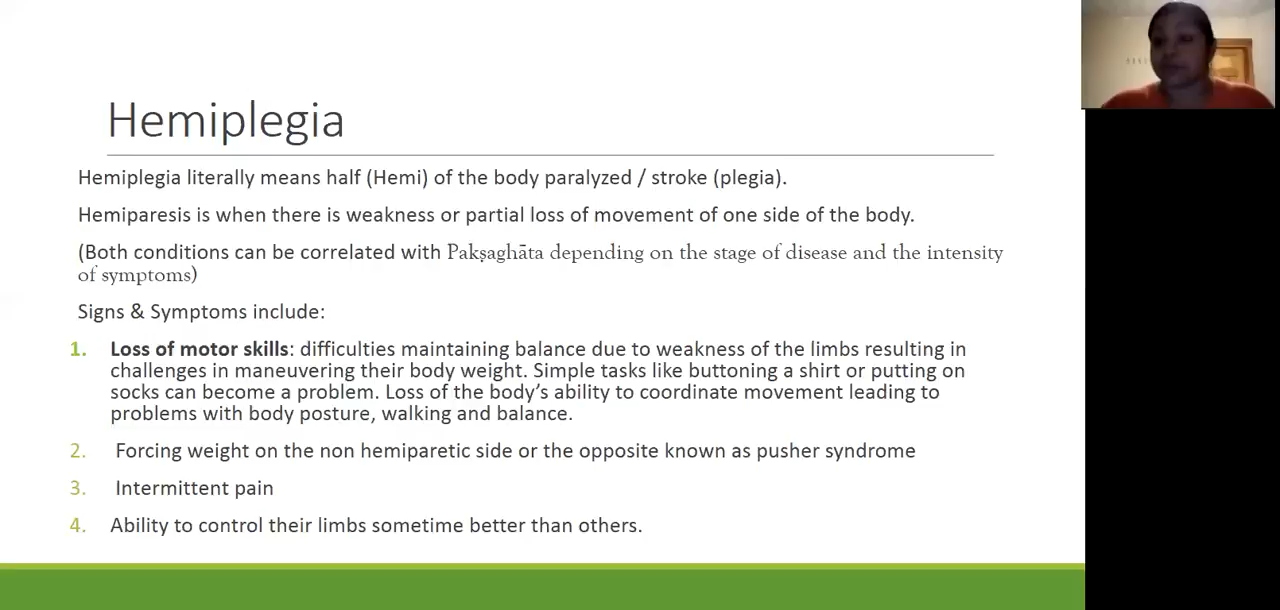 Hemiplegia
Hemiplegia literally means half (Hemi) of the body paralyzed / stroke (plegia).
Hemiparesis is when there is weakness or partial loss of movement of one side of the body.
(Both conditions can be correlated with Pakṣaghāta depending on the stage of disease and the intensity
of symptoms)
Signs & Symptoms include:
1. Loss of motor skills: difficulties maintaining balance due to weakness of the limbs resulting in
challenges in maneuvering their body weight. Simple tasks like buttoning a shirt or putting on
socks can become a problem. Loss of the body’s ability to coordinate movement leading to
problems with body posture, walking and balance.
2. Forcing weight on the non hemiparetic side or the opposite known as pusher syndrome
3. Intermittent pain
4. Ability to control their limbs sometime better than others.